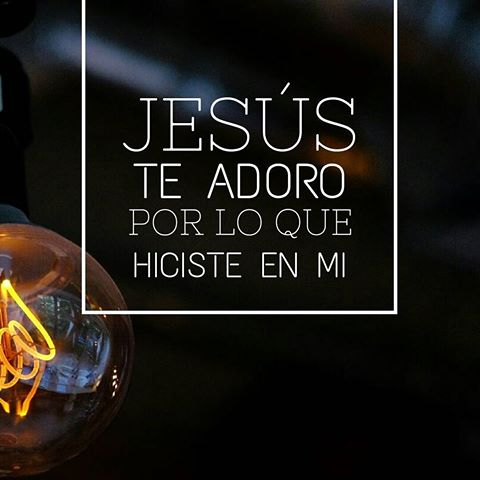 JESÚS
TE ADORO
POR LO QUE
HICISTE EN MI